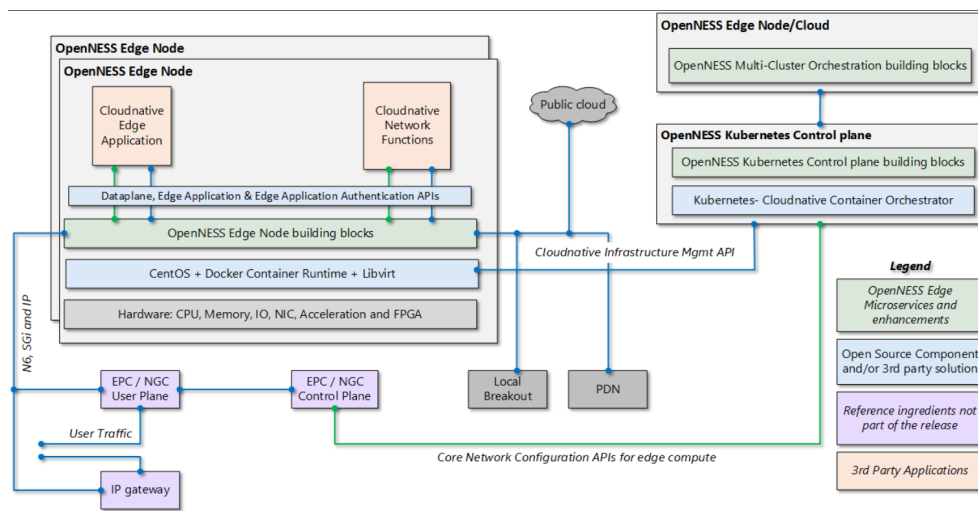 OpenNESS Edge Node
OpenNESS Edge Node
Cloudnative
Edge
Application
Cloudnative
Network
Functions
Dataplane, Edge Application & Edge Application Authentication APIs
OpenNESS Edge Node building blocks
CentOS + Docker Container Runtime + Libvirt
Hardware: CPU, Memory, IO, NIC, Acceleration and FPGA
Public cloud
OpenNESS Edge Node/Cloud
OpenNESS Multi-Cluster Orchestration building blocks
OpenNESS Kubernetes Control plane
OpenNESS Kubernetes Control plane building blocks
Kubernetes- Cloudnative Container Orchestrator
Cloudnative Infrastructure Mgmt API
N6, SGi and IP
EPC / NGC
User Plane
EPC / NGC
Control Plane
Local
Breakout
PDN
User Traffic
IP gateway
Core Network Configuration APIs for edge compute
Legend
OpenNESS Edge
Microservices and
enhancements
Open Source Component
and/or 3rd party solution
Reference ingredients not
part of the release
3rd Party Applications